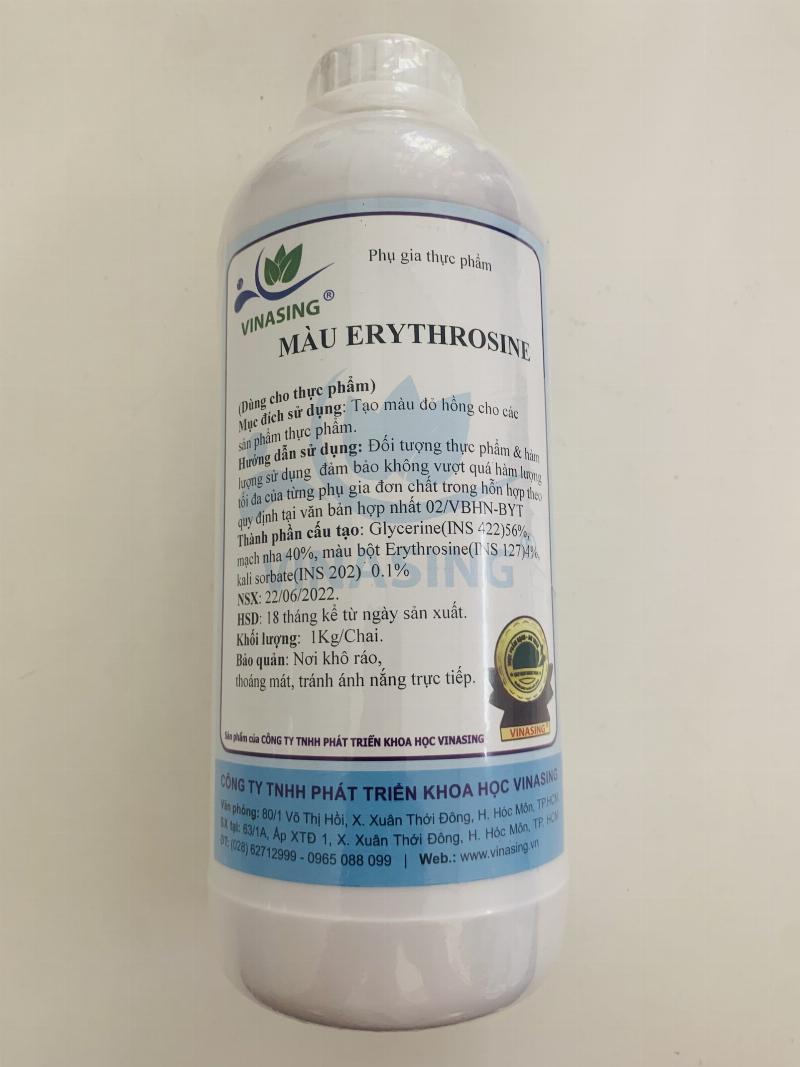 Phụ gia thực phẩm
VINASING®
MÀU ERYTHROSINE
(Dùng cho thực phẩm)
Mục đích sử dụng: Tạo màu đỏ hồng cho các
sản phẩm thực phẩm.
Hướng dẫn sử dụng: Đối tượng thực phẩm & hàm
lượng sử dụng đảm bảo không vượt quá hàm lượng
tối đa của từng phụ gia đơn chất trong hỗn hợp theo
quy định tại văn bản hợp nhất 02/VBHN-BYT
Thành phần cấu tạo: Glycerine(INS 422)56%,
mạch nha 40%, màu bột Erythrosine(INS 127)4%,
kali sorbate(INS 202) 0.1%
NSX: 22/06/2022.
HSD: 18 tháng kể từ ngày sản xuất.
Khối lượng: 1Kg/Chai.
Bảo quản: Nơi khô ráo,
thoáng mát, tránh ánh nắng trực tiếp.
VINASING
VINASING®
Sản phẩm của CÔNG TY TNHH PHÁT TRIỂN KHOA HỌC VINASING
CÔNG TY TNHH PHÁT TRIỂN KHOA HỌC VINASING
Văn phòng: 80/1 Võ Thị Hồi, X. Xuân Thới Đông, H. Hóc Môn, TP.HCM
SX tại: 63/1A, Ấp XTĐ 1, X. Xuân Thới Đông, H. Hóc Môn, TP. HCM
ĐT: (028) 62712999 - 0965 088 099 | Web.: www.vinasing.vn